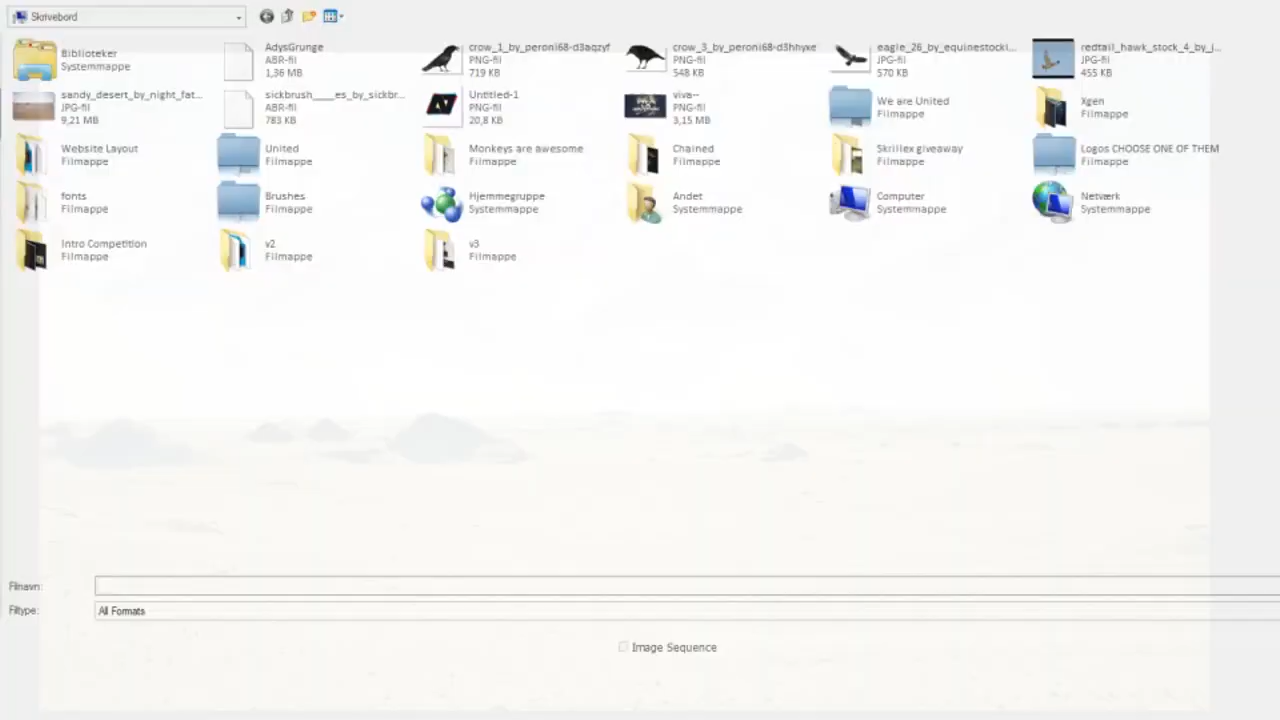 Skrivebord
Biblioteker
Systemmappe
AdysGrunge
ABR-fil
1,36 MB
crow_1_by_peroni68-d3aqzyf
PNG-fil
719 KB
crow_3_by_peroni68-d3hhyxe
PNG-fil
548 KB
eagle_26_by_equinestocki...
JPG-fil
570 KB
redtail_hawk_stock_4_by_j...
JPG-fil
455 KB
sandy_desert_by_night_fat...
JPG-fil
9,21 MB
sickbrush____es_by_sickbr...
ABR-fil
783 KB
Untitled-1
PNG-fil
20,8 KB
viva--
PNG-fil
3,15 MB
We are United
Filmappe
Xgen
Filmappe
Website Layout
Filmappe
United
Filmappe
Monkeys are awesome
Filmappe
Chained
Filmappe
Skrillex giveaway
Filmappe
Logos CHOOSE ONE OF THEM
Filmappe
fonts
Filmappe
Brushes
Filmappe
Hjemmegruppe
Systemmappe
Andet
Systemmappe
Computer
Systemmappe
Netværk
Systemmappe
Intro Competition
Filmappe
v2
Filmappe
v3
Filmappe
Filnavn:
Filtype:
All Formats
Image Sequence